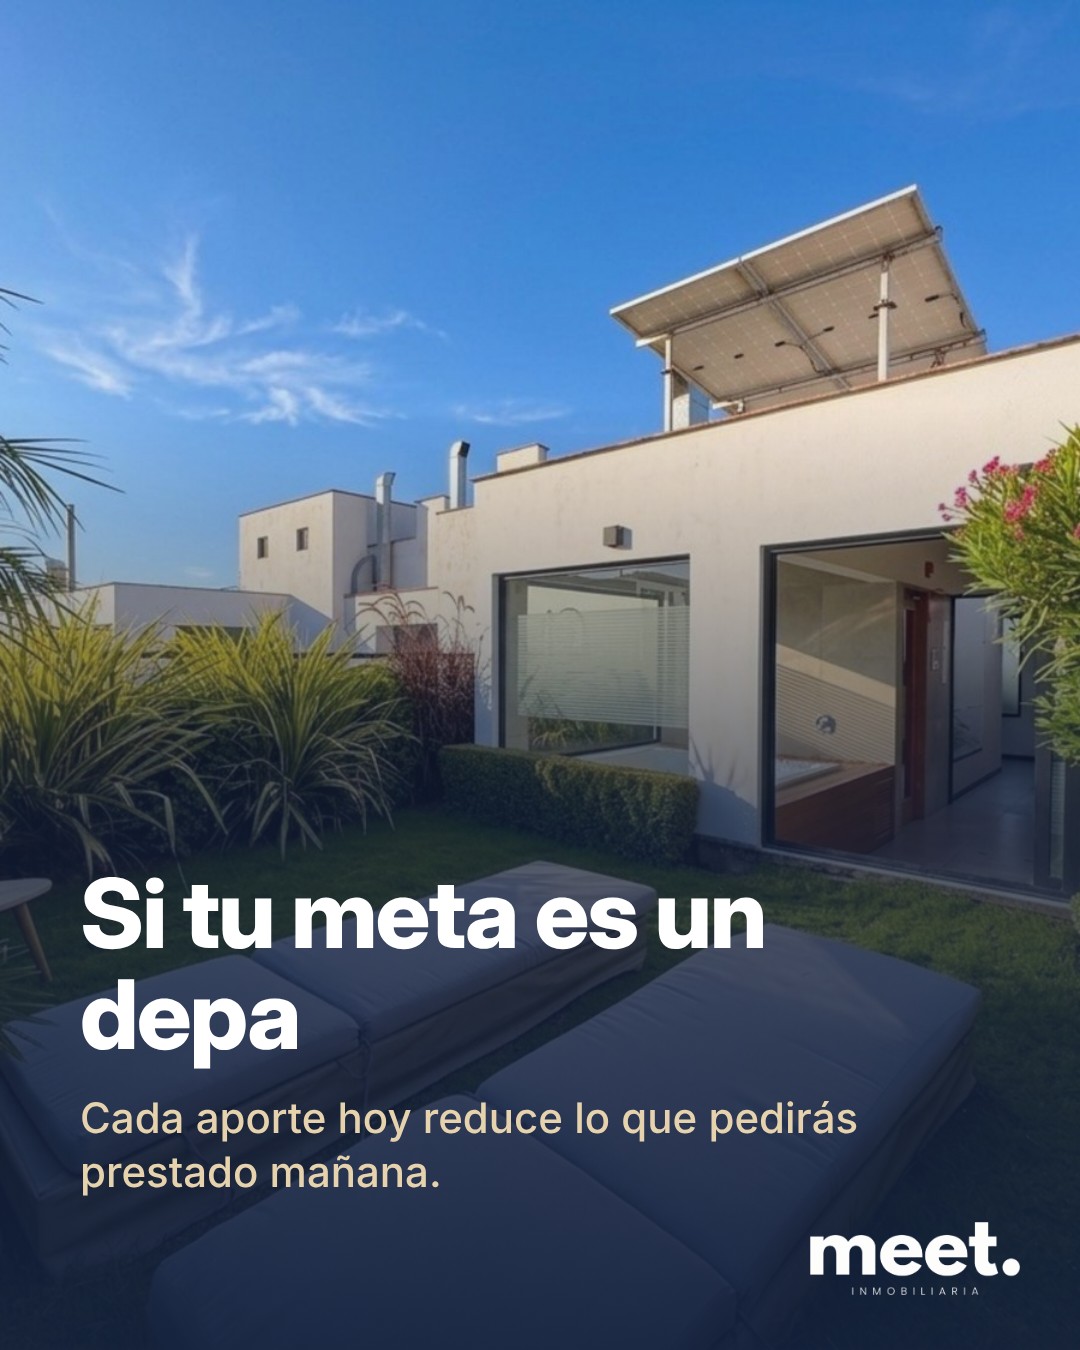 Si tu meta es un
depa
Cada aporte hoy reduce lo que pedirás
prestado mañana.
meet.
INMOBILIARIA